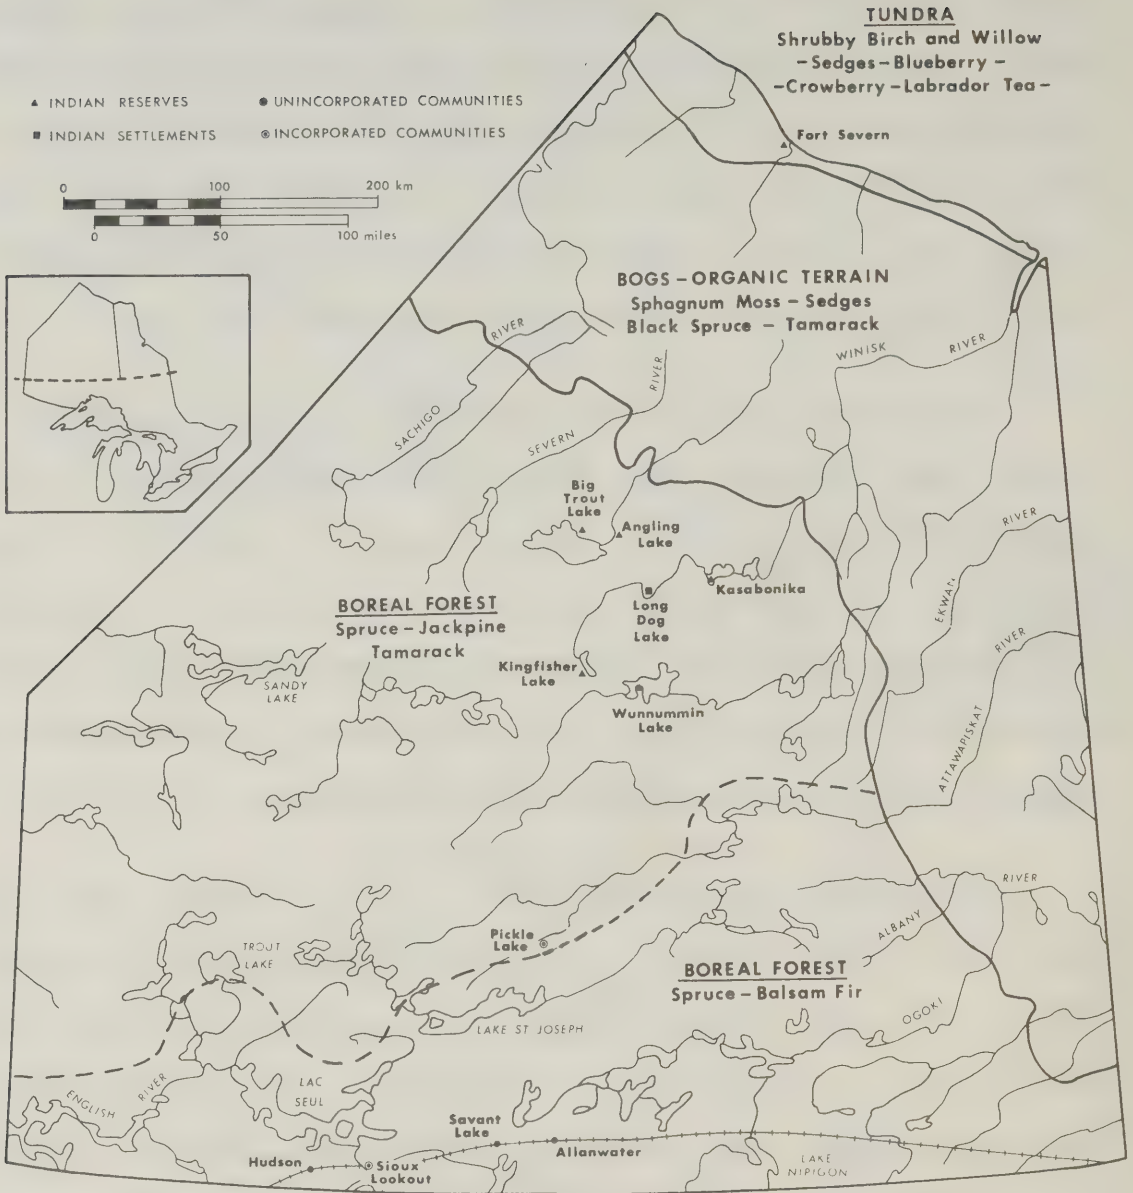 TUNDRA
Shrubby Birch and Willow
-Sedges-Blueberry-
-Crowberry-Labrador Tea-
▲ INDIAN RESERVES
● UNINCORPORATED COMMUNITIES
■ INDIAN SETTLEMENTS
◎ INCORPORATED COMMUNITIES
0 100 200 km
0 50 100 miles
Fort Severn
BOGS-ORGANIC TERRAIN
Sphagnum Moss-Sedges
Black Spruce-Tamarack
RIVER
SACHIGO
RIVER
SEVERN
WINISK RIVER
Big
Trout
Lake
Angling
Lake
Kasabonika
Long
Dog
Lake
RIVER
EKWAN
RIVER
ATTAWAPISKAT
BOREAL FOREST
Spruce-Jackpine
Tamarack
SANDY
LAKE
Kingfisher
Lake
Wunnummin
Lake
RIVER
ALBANY
TROUT
LAKE
Pickle
Lake
BOREAL FOREST
Spruce-Balsam Fir
OGOKI
LAKE ST JOSEPH
ENGLISH
RIVER
LAC
SEUL
Savant
Lake
Allanwater
Hudson
Sioux
Lookout
LAKE
NIPIGON